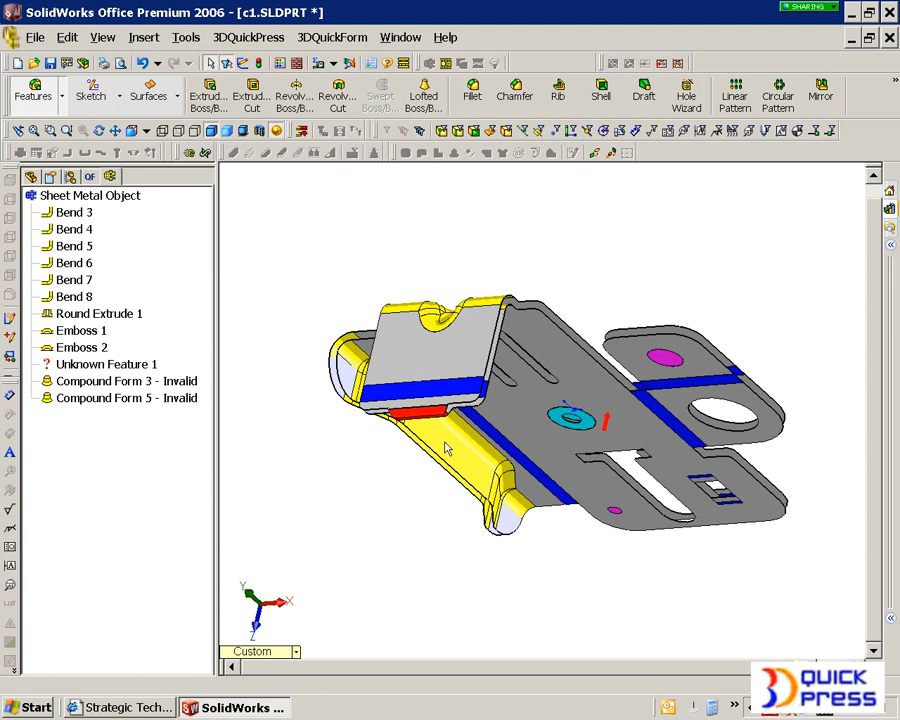 SolidWorks Office Premium 2006 - [c1.SLDPRT *]
SHARING
File Edit View Insert Tools 3DQuickPress 3DQuickForm Window Help
Features Sketch Surfaces Extrud... Boss/B... Extrud... Cut Revolv... Boss/B... Revolv... Cut Swept Boss/B... Lofted Boss/B... Fillet Chamfer Rib Shell Draft Hole Wizard Linear Pattern Circular Pattern Mirror
QF
Sheet Metal Object
Bend 3
Bend 4
Bend 5
Bend 6
Bend 7
Bend 8
Round Extrude 1
Emboss 1
Emboss 2
? Unknown Feature 1
Compound Form 3 - Invalid
Compound Form 5 - Invalid
A
Y
X
Z
Custom
QUICK
PRESS
Start Strategic Tech... SolidWorks ...